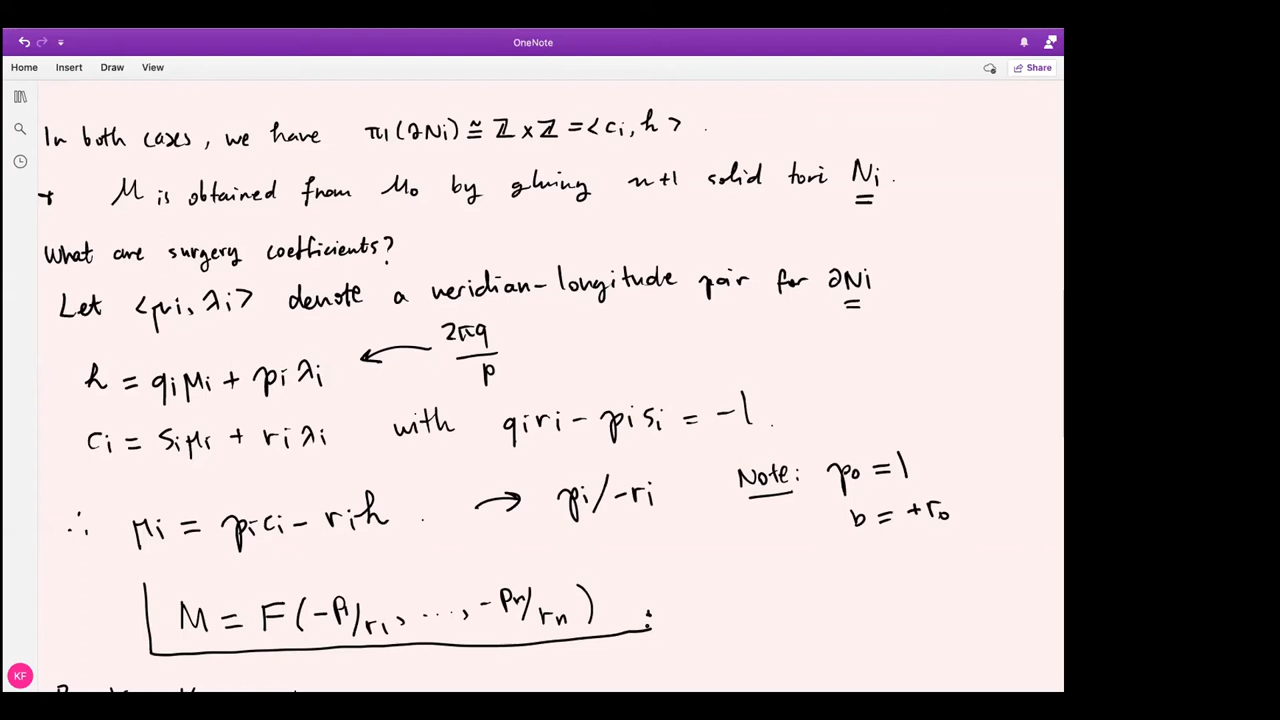 OneNote
Home Insert Draw View Share
In both cases, we have π1(∂Ni) ≅ ℤ × ℤ = <ci, h>.
M is obtained from M0 by gluing n+1 solid tori Ni.
What are surgery coefficients?
Let <μi, λi> denote a meridian-longitude pair for ∂Ni
h = qiμi + piλi ← 2πq/p
ci = siμi + riλi with qiri - pisi = -1.
∴ μi = pici - rih. → pi/-ri Note: p0 = 1
b = +r0
M = F(-p1/r1, ..., -pn/rn)
KF